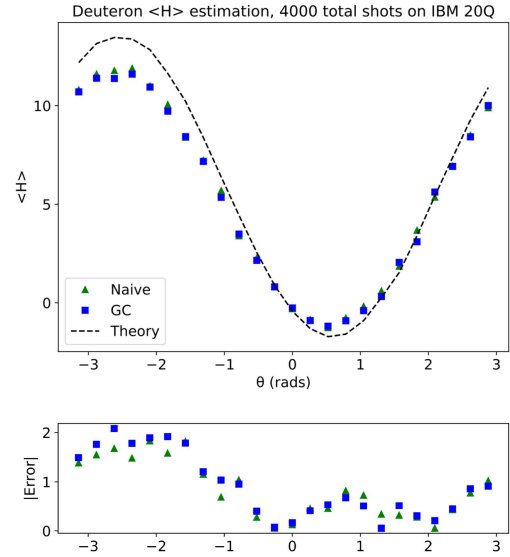 Deuteron <H> estimation, 4000 total shots on IBM 20Q
<H>
10
5
0
Naive
GC
Theory
−3 −2 −1 0 1 2 3
θ (rads)
|Error|
2
1
0
−3 −2 −1 0 1 2 3